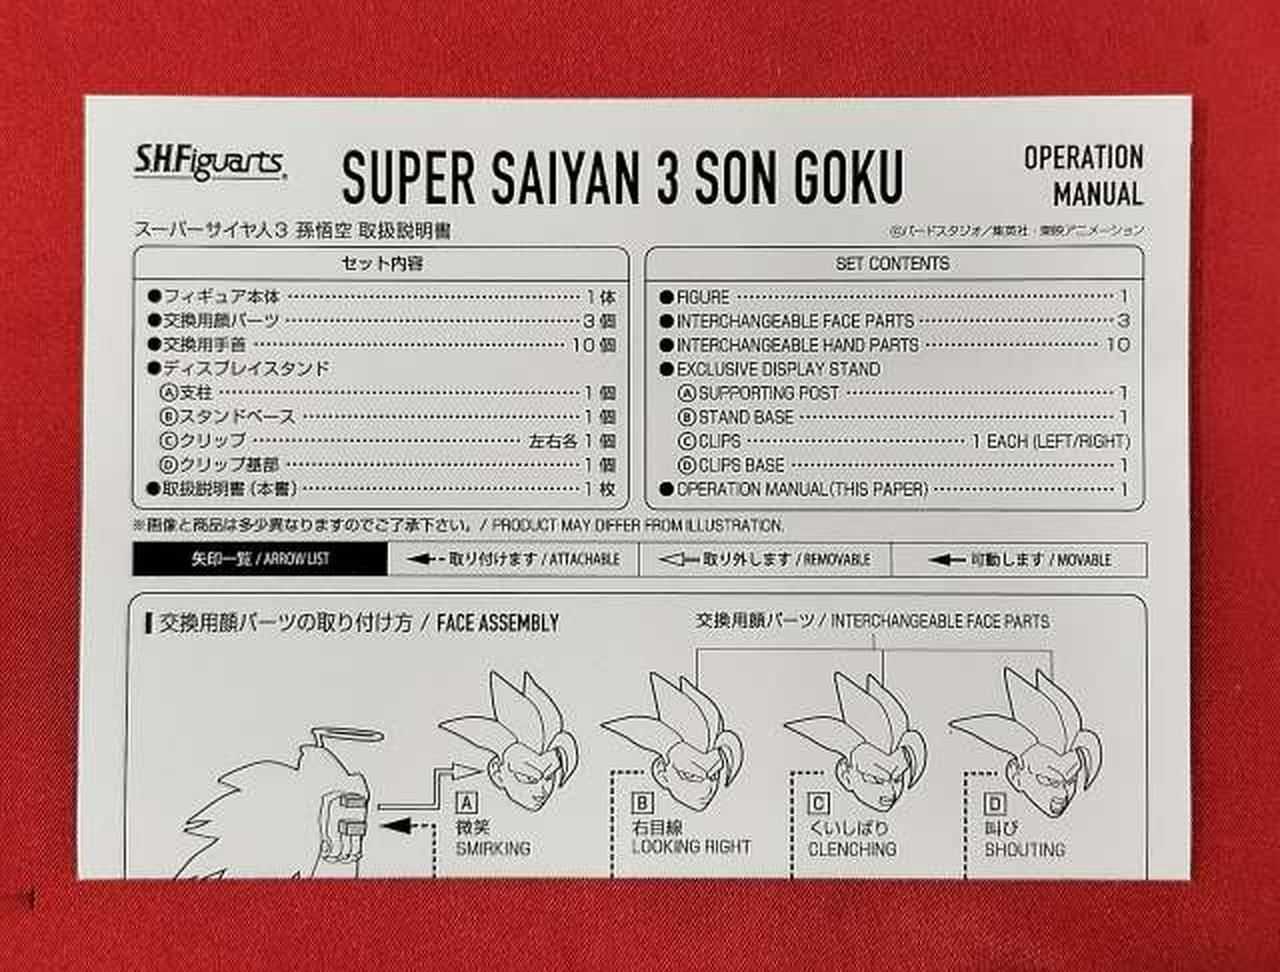 S.H.Figuarts
SUPER SAIYAN 3 SON GOKU
OPERATION
MANUAL
スーパーサイヤ人3 孫悟空 取扱説明書
©バードスタジオ／集英社・東映アニメーション
セット内容
●フィギュア本体 1体
●交換用顔パーツ 3個
●交換用手首 10個
●ディスプレイスタンド
Ⓐ支柱 1個
Ⓑスタンドベース 1個
Ⓒクリップ 左右各1個
Ⓓクリップ基部 1個
●取扱説明書(本書) 1枚
SET CONTENTS
●FIGURE 1
●INTERCHANGEABLE FACE PARTS 3
●INTERCHANGEABLE HAND PARTS 10
●EXCLUSIVE DISPLAY STAND
ⒶSUPPORTING POST 1
ⒷSTAND BASE 1
ⒸCLIPS 1 EACH (LEFT/RIGHT)
ⒹCLIPS BASE 1
●OPERATION MANUAL(THIS PAPER) 1
※画像と商品は多少異なりますのでご了承下さい。/ PRODUCT MAY DIFFER FROM ILLUSTRATION.
矢印一覧 / ARROW LIST
取り付けます / ATTACHABLE
取り外します / REMOVABLE
可動します / MOVABLE
交換用顔パーツの取り付け方 / FACE ASSEMBLY
交換用顔パーツ / INTERCHANGEABLE FACE PARTS
A
微笑
SMIRKING
B
右目線
LOOKING RIGHT
C
くいしばり
CLENCHING
D
叫び
SHOUTING